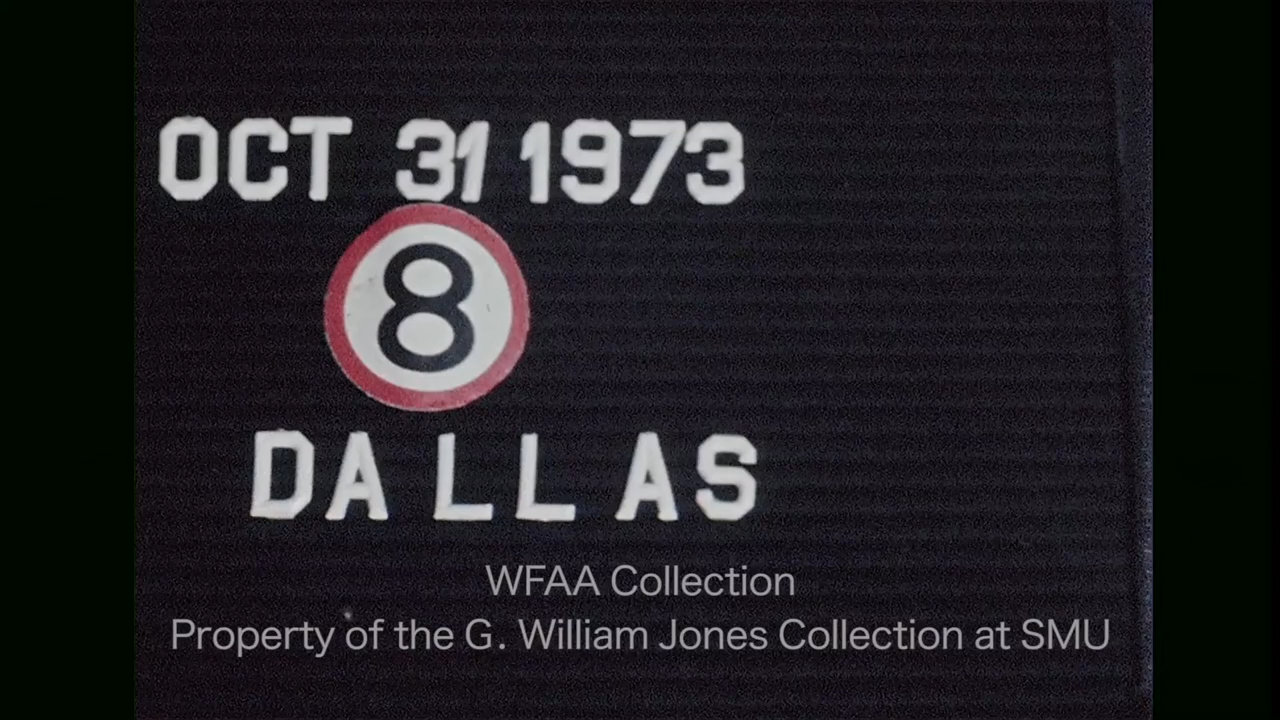 OCT 31 1973
8
DALLAS
WFAA Collection
Property of the G. William Jones Collection at SMU